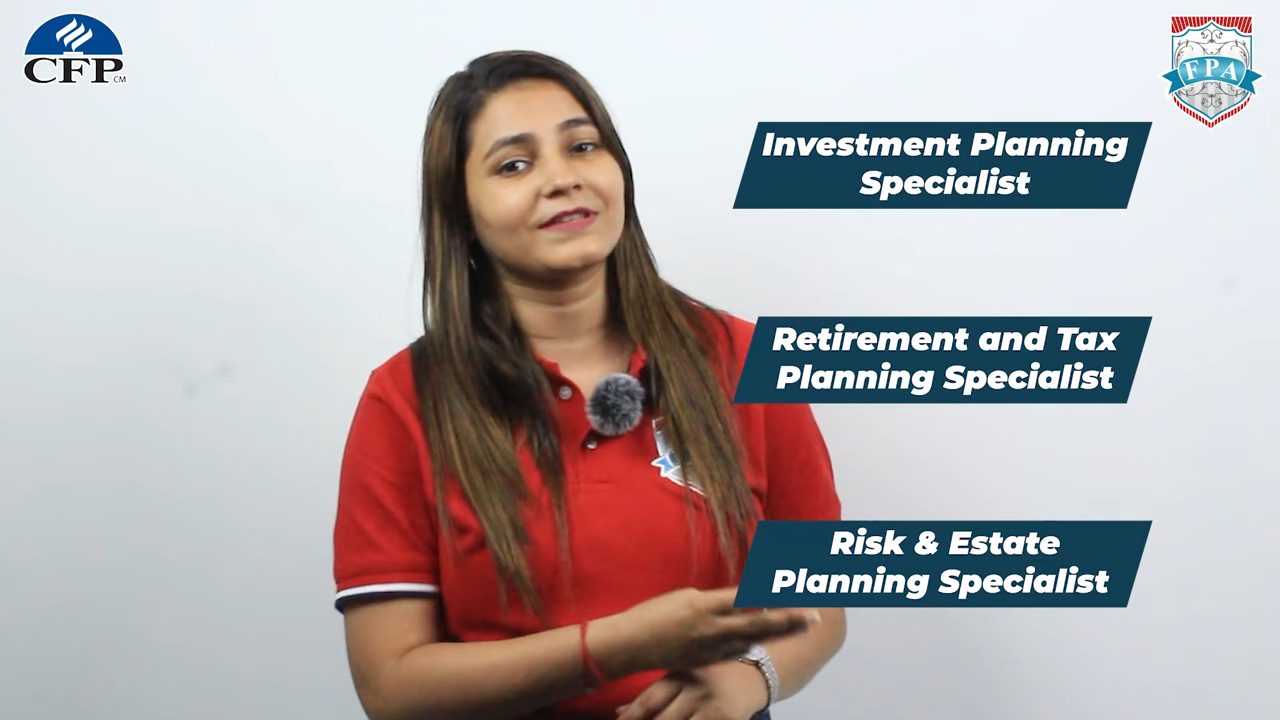 CFP CM
FPA
Investment Planning
Specialist
Retirement and Tax
Planning Specialist
Risk & Estate
Planning Specialist